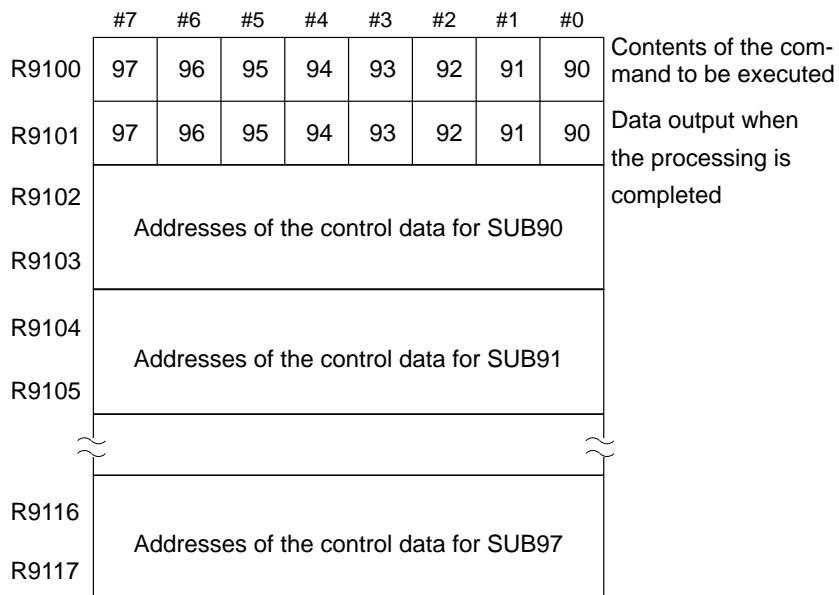 #7 #6 #5 #4 #3 #2 #1 #0
R9100 97 96 95 94 93 92 91 90
Contents of the com-
mand to be executed
R9101 97 96 95 94 93 92 91 90
Data output when
the processing is
completed
R9102
Addresses of the control data for SUB90
R9103
R9104
Addresses of the control data for SUB91
R9105
R9116
Addresses of the control data for SUB97
R9117